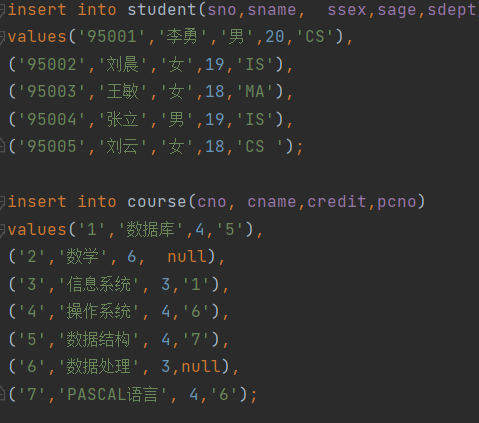 insert into student(sno,sname,  ssex,sage,sdept
values('95001','李勇','男',20,'CS'),
('95002','刘晨','女',19,'IS'),
('95003','王敏','女',18,'MA'),
('95004','张立','男',19,'IS'),
('95005','刘云','女',18,'CS ');
insert into course(cno, cname,credit,pcno)
values('1','数据库',4,'5'),
('2','数学', 6,  null),
('3','信息系统', 3,'1'),
('4','操作系统', 4,'6'),
('5','数据结构', 4,'7'),
('6','数据处理', 3,null),
('7','PASCAL语言', 4,'6');